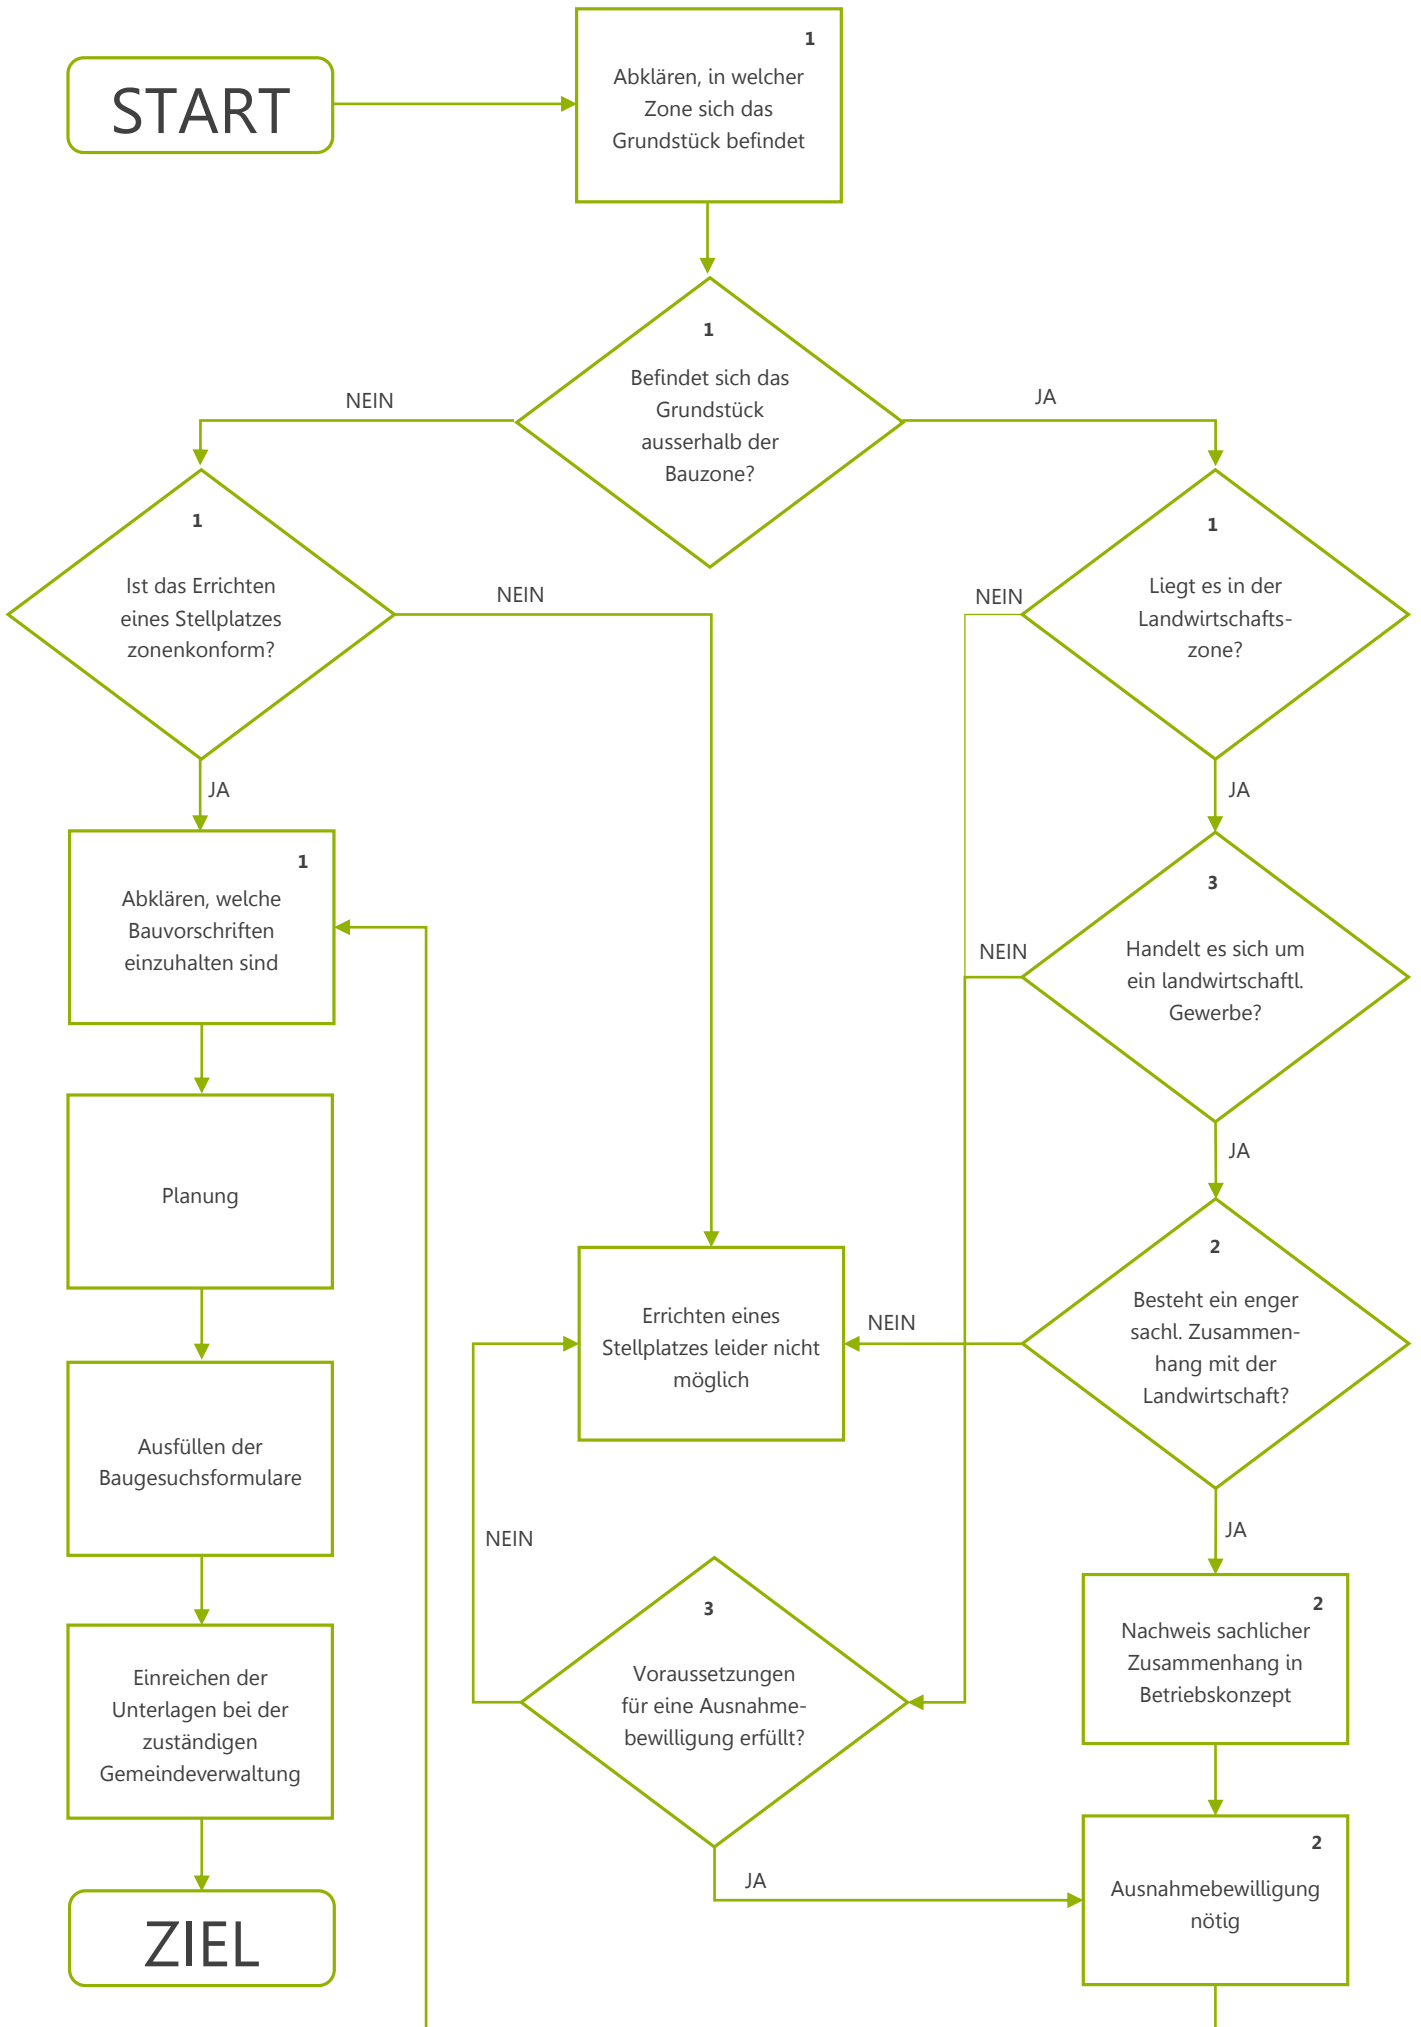 START
1
Abklären, in welcher
Zone sich das
Grundstück befindet
1
Befindet sich das
Grundstück
ausserhalb der
Bauzone?
NEIN
JA
1
Ist das Errichten
eines Stellplatzes
zonenkonform?
NEIN
JA
1
Liegt es in der
Landwirtschafts-
zone?
NEIN
JA
1
Abklären, welche
Bauvorschriften
einzuhalten sind
3
Handelt es sich um
ein landwirtschaftl.
Gewerbe?
NEIN
JA
Planung
2
Besteht ein enger
sachl. Zusammen-
hang mit der
Landwirtschaft?
NEIN
JA
Errichten eines
Stellplatzes leider nicht
möglich
Ausfüllen der
Baugesuchsformulare
NEIN
3
Voraussetzungen
für eine Ausnahme-
bewilligung erfüllt?
JA
2
Nachweis sachlicher
Zusammenhang in
Betriebskonzept
Einreichen der
Unterlagen bei der
zuständigen
Gemeindeverwaltung
2
Ausnahmebewilligung
nötig
ZIEL